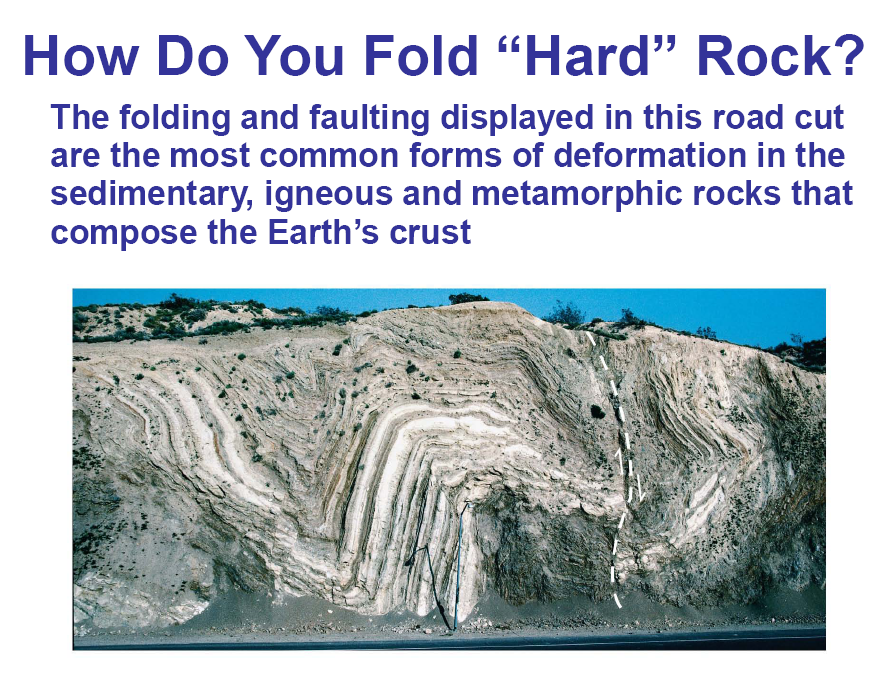 How Do You Fold “Hard” Rock?
The folding and faulting displayed in this road cut
are the most common forms of deformation in the
sedimentary, igneous and metamorphic rocks that
compose the Earth’s crust